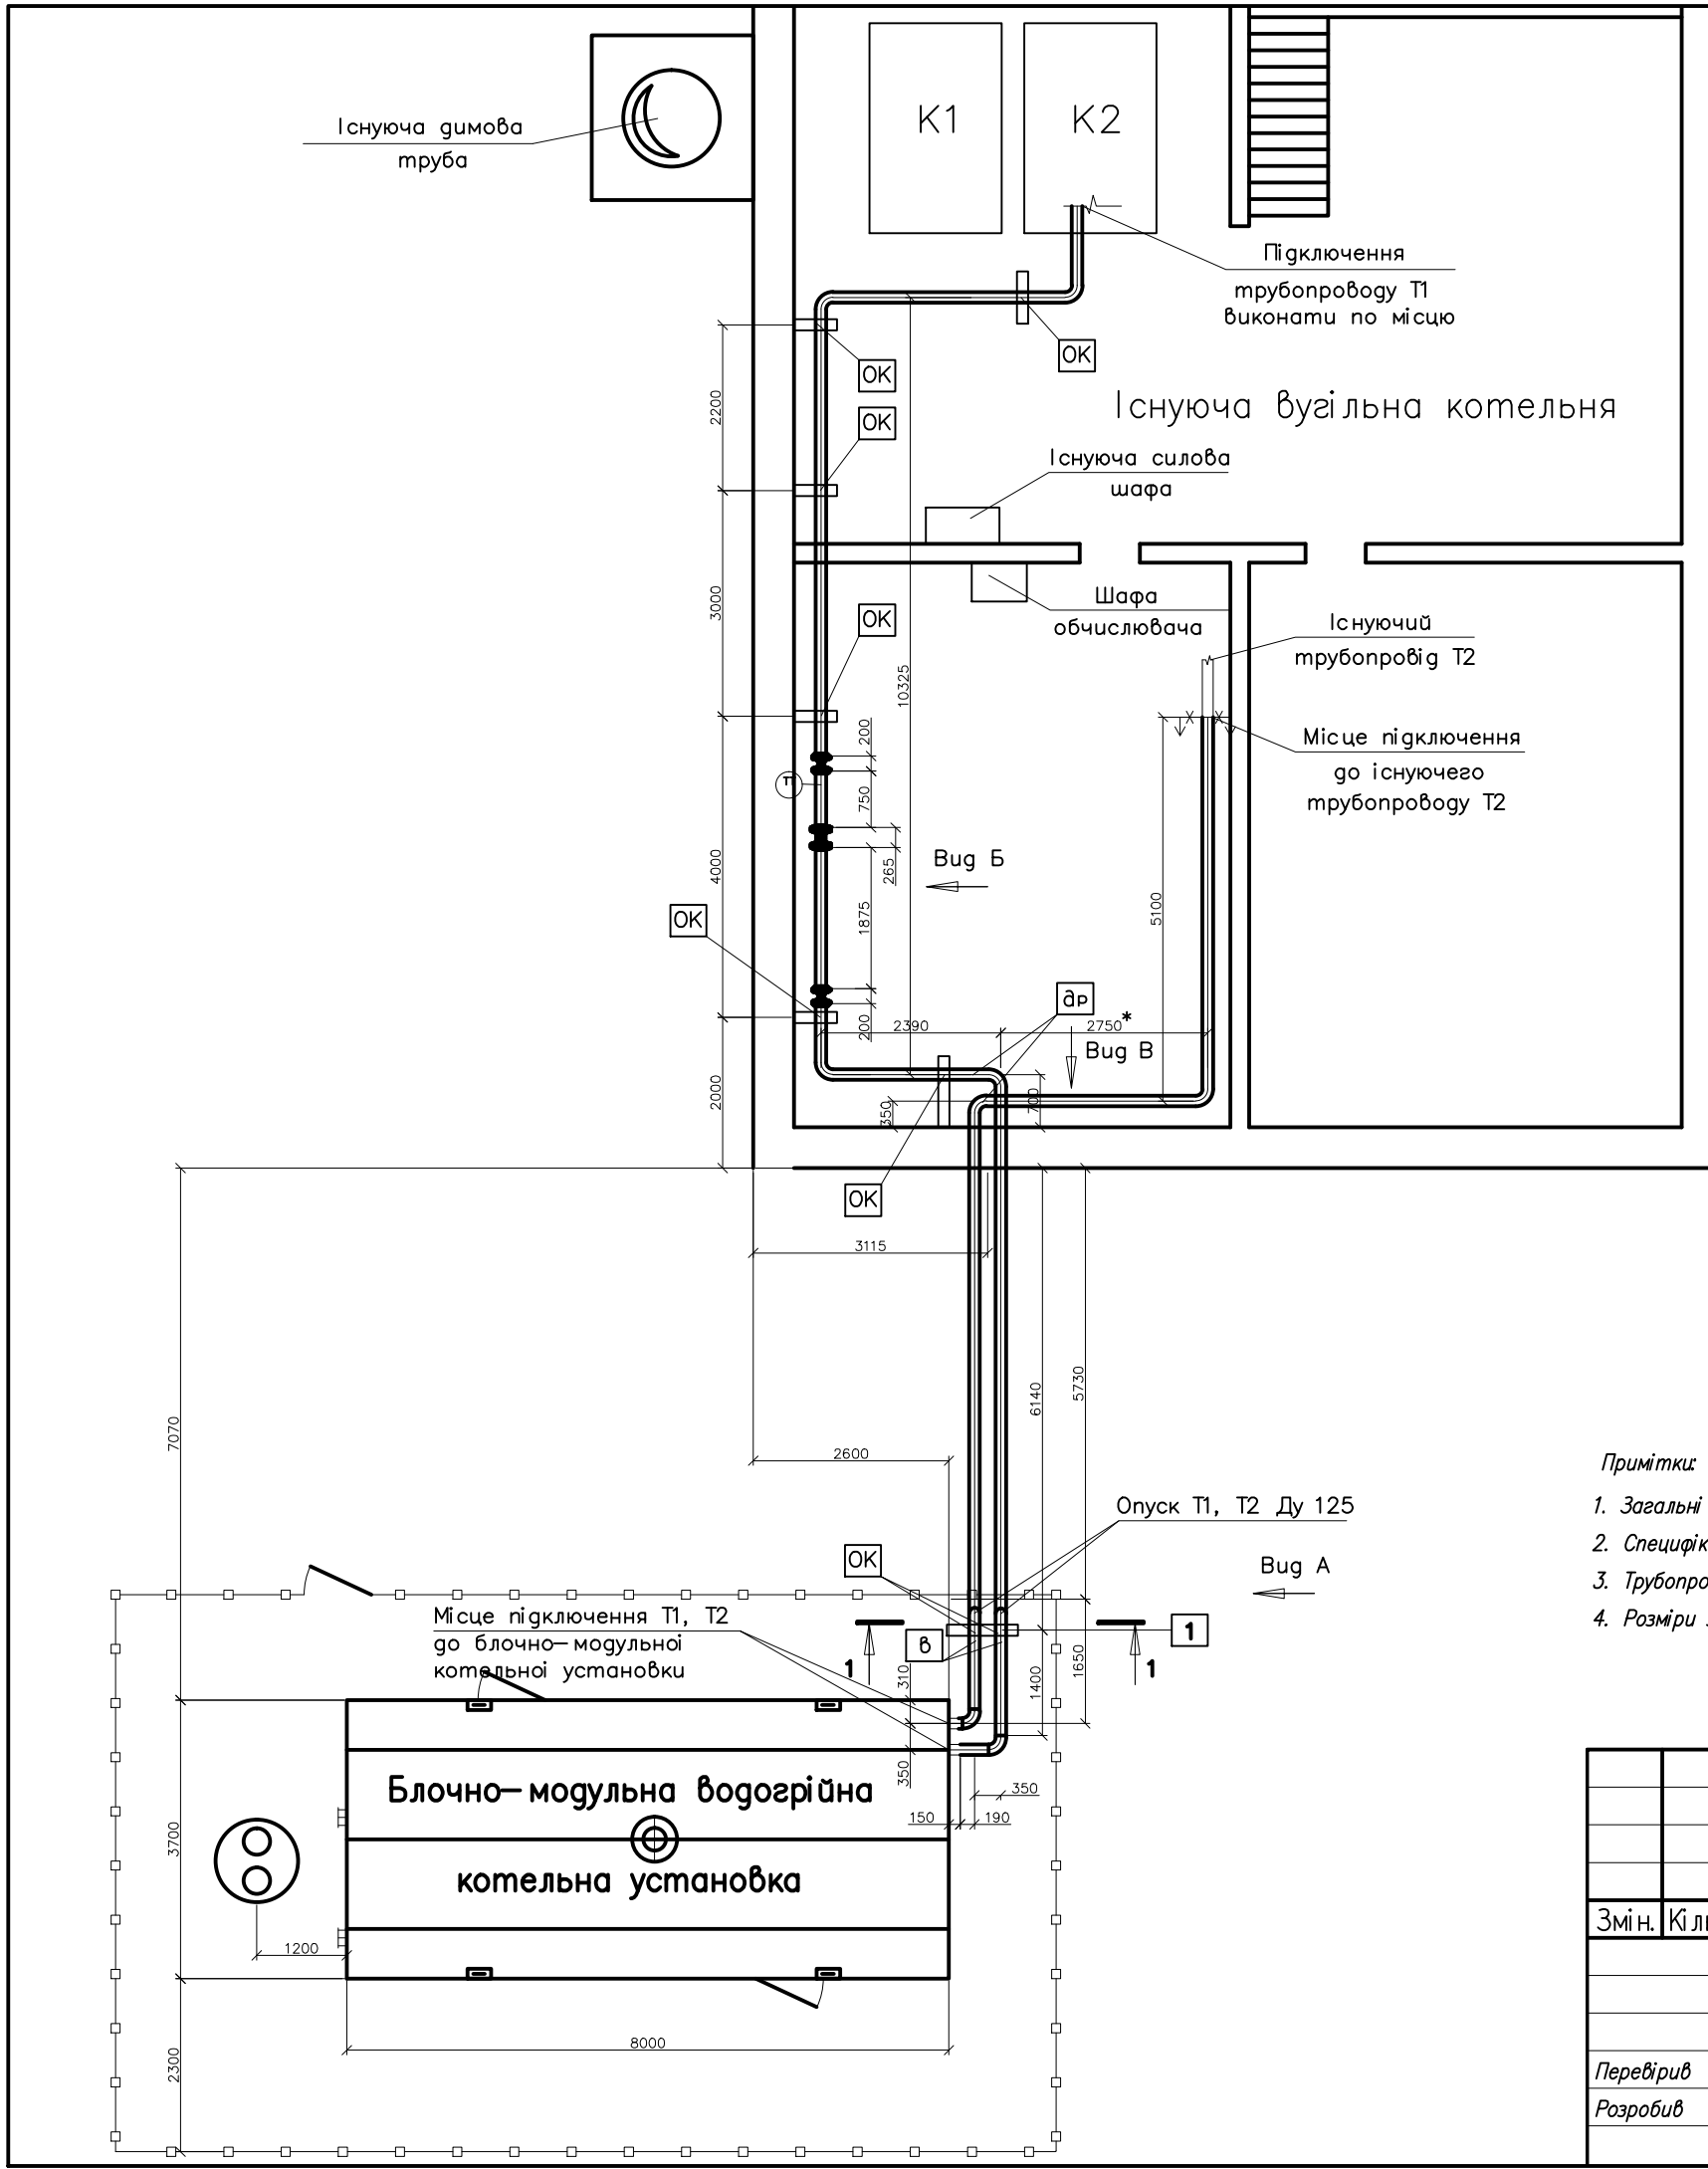 Існуюча димова
труба
К1
К2
Підключення
трубопроводу Т1
виконати по місцю
ОК
ОК
2200
Існуюча вугільна котельня
ОК
Існуюча силова
шафа
3000
Шафа
обчислювача
ОК
Існуючий
трубопровід Т2
10325
200
Місце підключення
до існуючего
трубопроводу Т2
ТТ
750
4000
265
Вид Б
1875
5100
ОК
др
200
2390
2750*
Вид В
2000
350
700
ОК
3115
7070
6140
5730
2600
Примітки:
Опуск Т1, Т2 Ду 125
1. Загальні
ОК
Вид А
2. Специфік
3. Трубопро
Місце підключення Т1, Т2
до блочно-модульної
котельної установки
в
1
4. Розміри
1
1
310
1400
1650
350
Блочно-модульна водогрійна
350
150
190
3700
котельна установка
1200
Змін.
8000
2300
Перевірив
Розробив